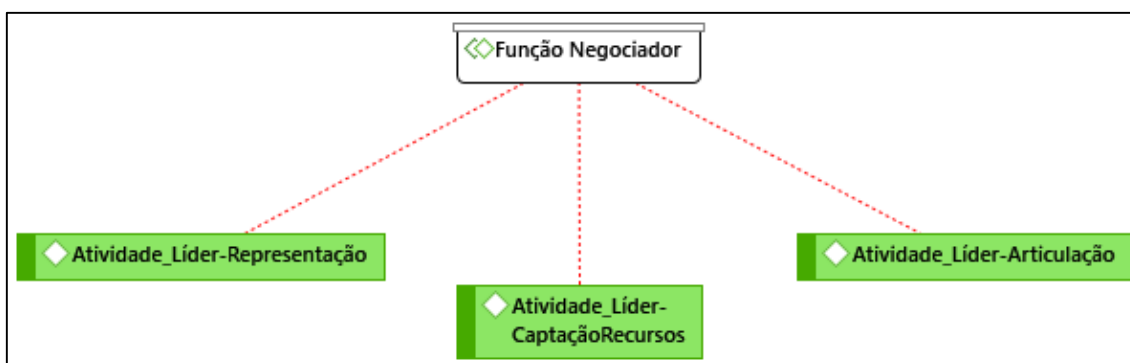 Função Negociador
Atividade_Líder-Representação
Atividade_Líder-Articulação
Atividade_Líder-
CaptaçãoRecursos